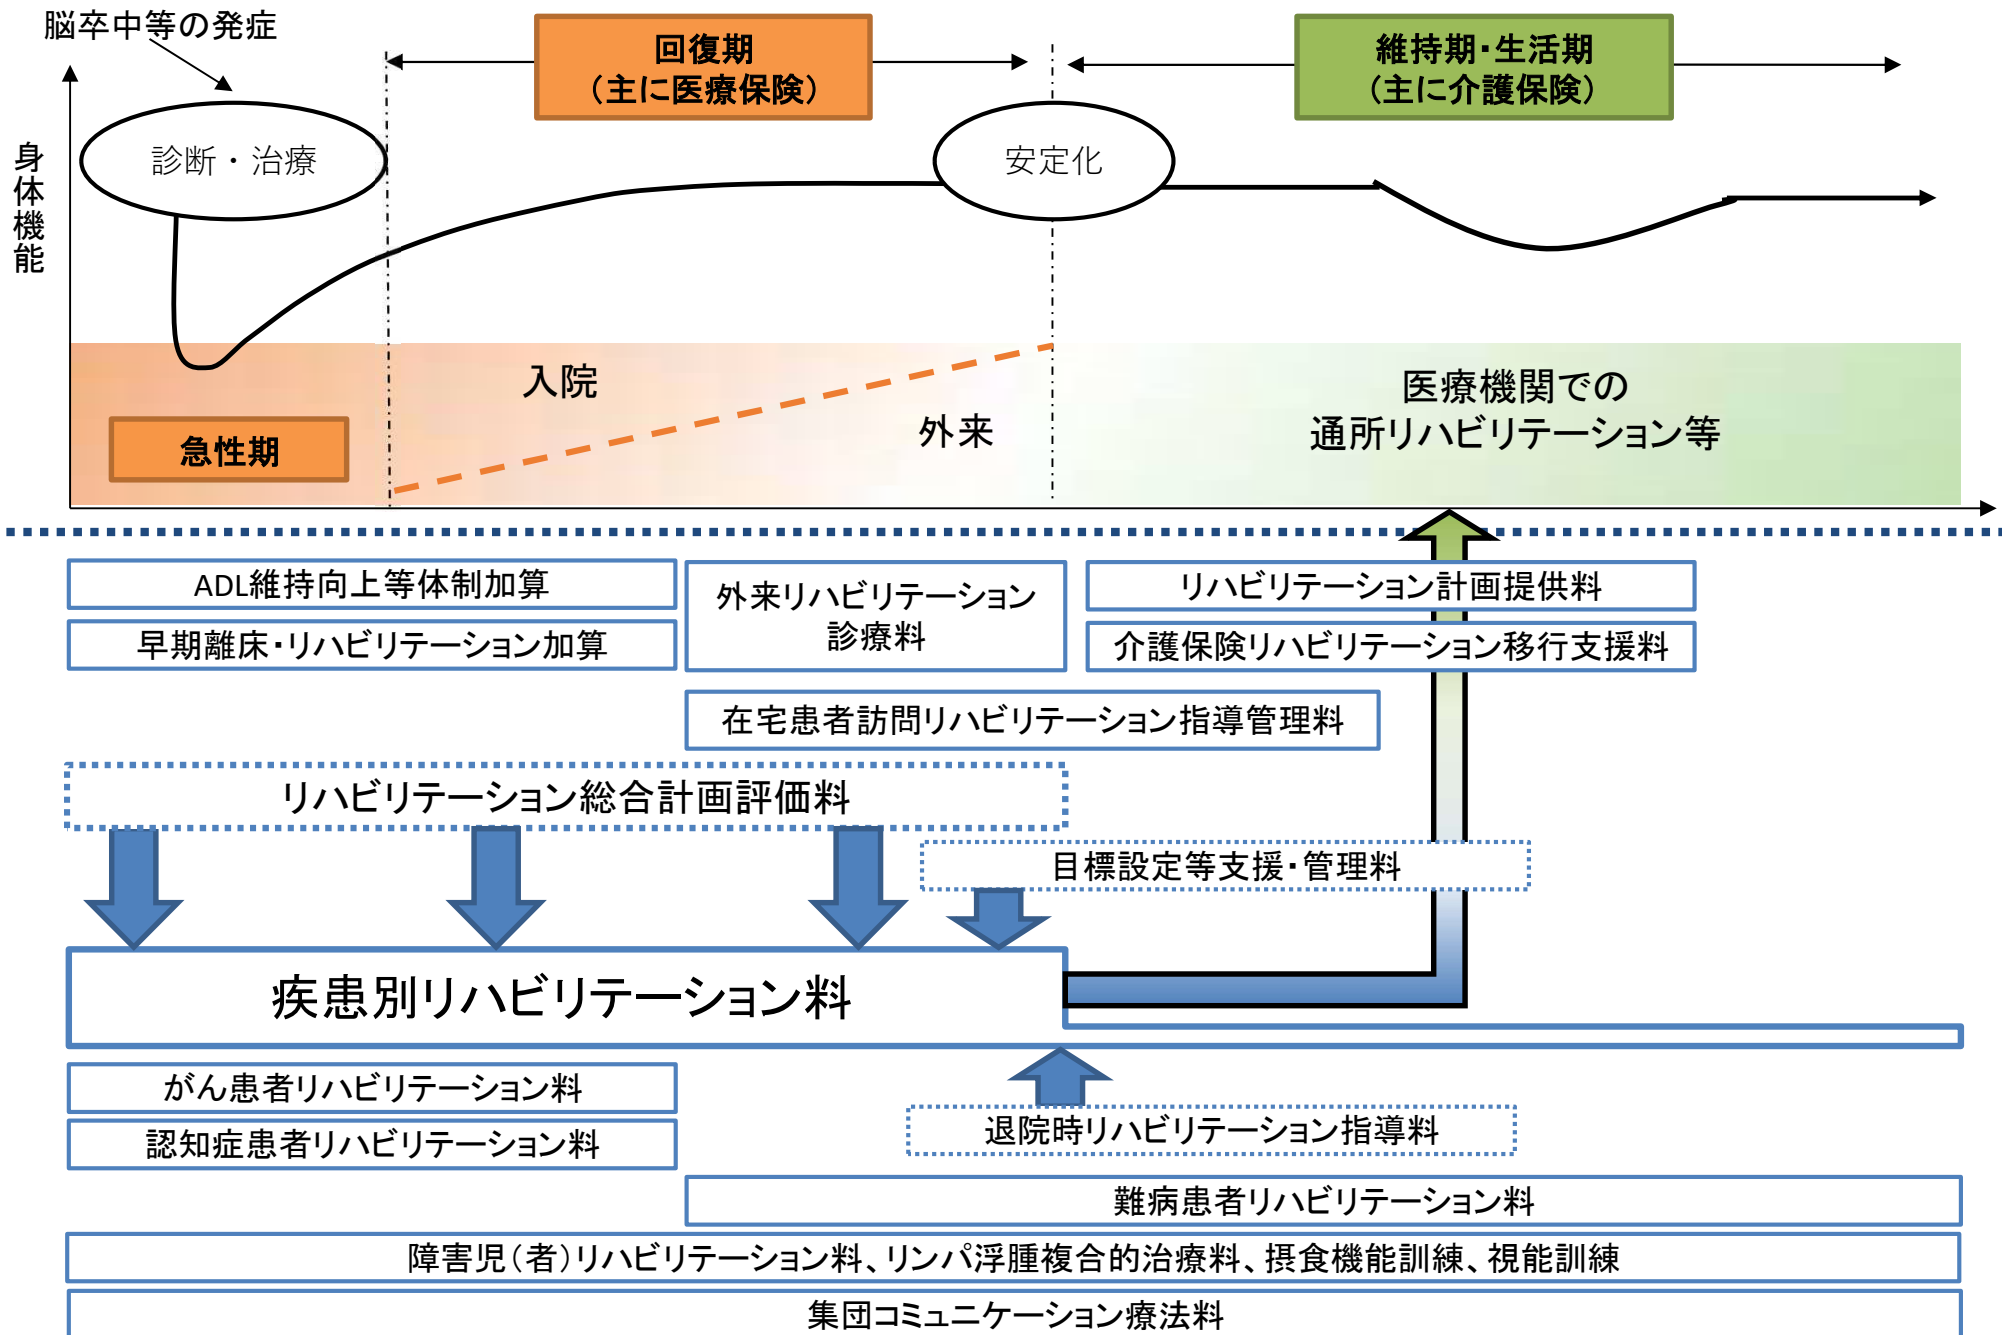 脳卒中等の発症
回復期
（主に医療保険）
維持期・生活期
（主に介護保険）
身体機能
診断・治療
安定化
入院
外来
医療機関での
通所リハビリテーション等
急性期
ADL維持向上等体制加算
早期離床・リハビリテーション加算
外来リハビリテーション
診療料
リハビリテーション計画提供料
介護保険リハビリテーション移行支援料
在宅患者訪問リハビリテーション指導管理料
リハビリテーション総合計画評価料
目標設定等支援・管理料
疾患別リハビリテーション料
がん患者リハビリテーション料
認知症患者リハビリテーション料
退院時リハビリテーション指導料
難病患者リハビリテーション料
障害児（者）リハビリテーション料、リンパ浮腫複合的治療料、摂食機能訓練、視能訓練
集団コミュニケーション療法料